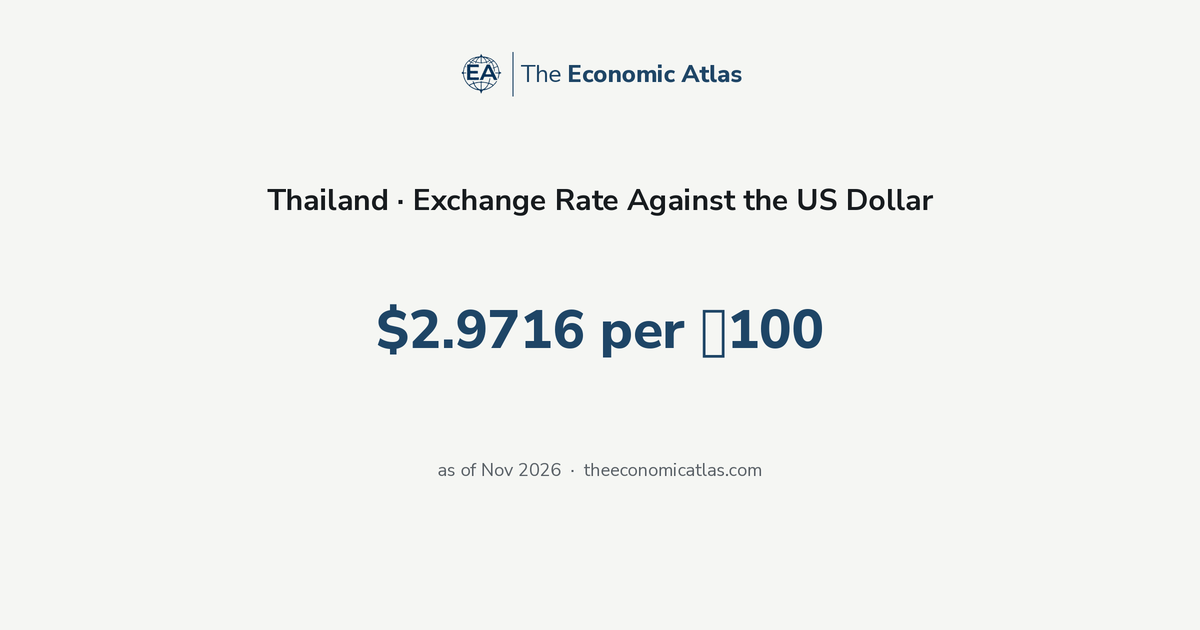 EA The Economic Atlas
Thailand · Exchange Rate Against the US Dollar
$2.9716 per 100
as of Nov 2026 · theeconomicatlas.com